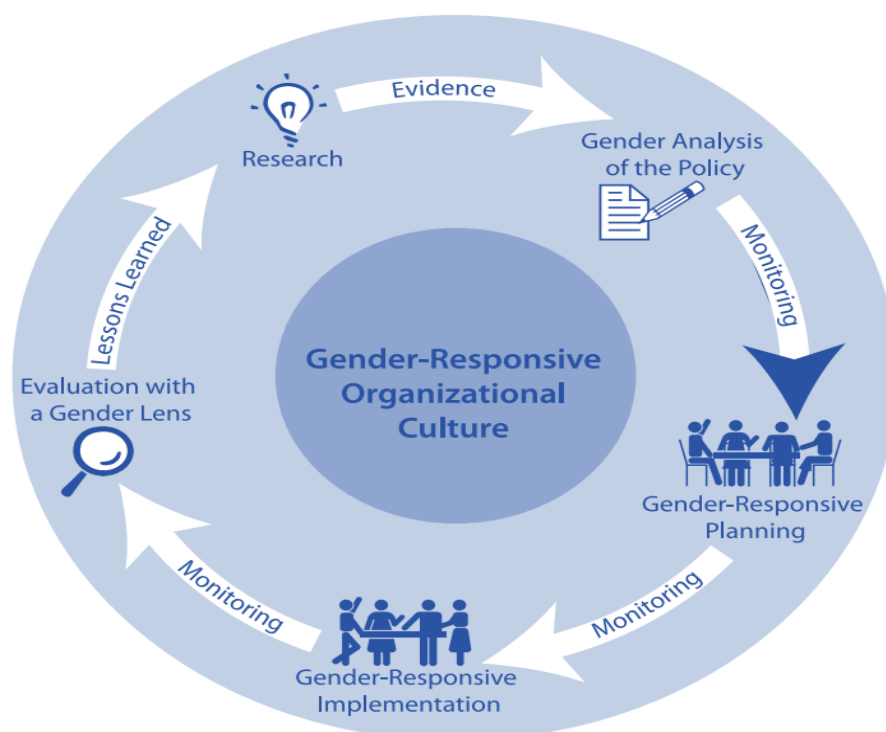 Evidence
Research
Gender Analysis
of the Policy
Monitoring
Gender-Responsive
Organizational
Culture
Lessons Learned
Evaluation with
a Gender Lens
Gender-Responsive
Planning
Monitoring
Monitoring
Gender-Responsive
Implementation